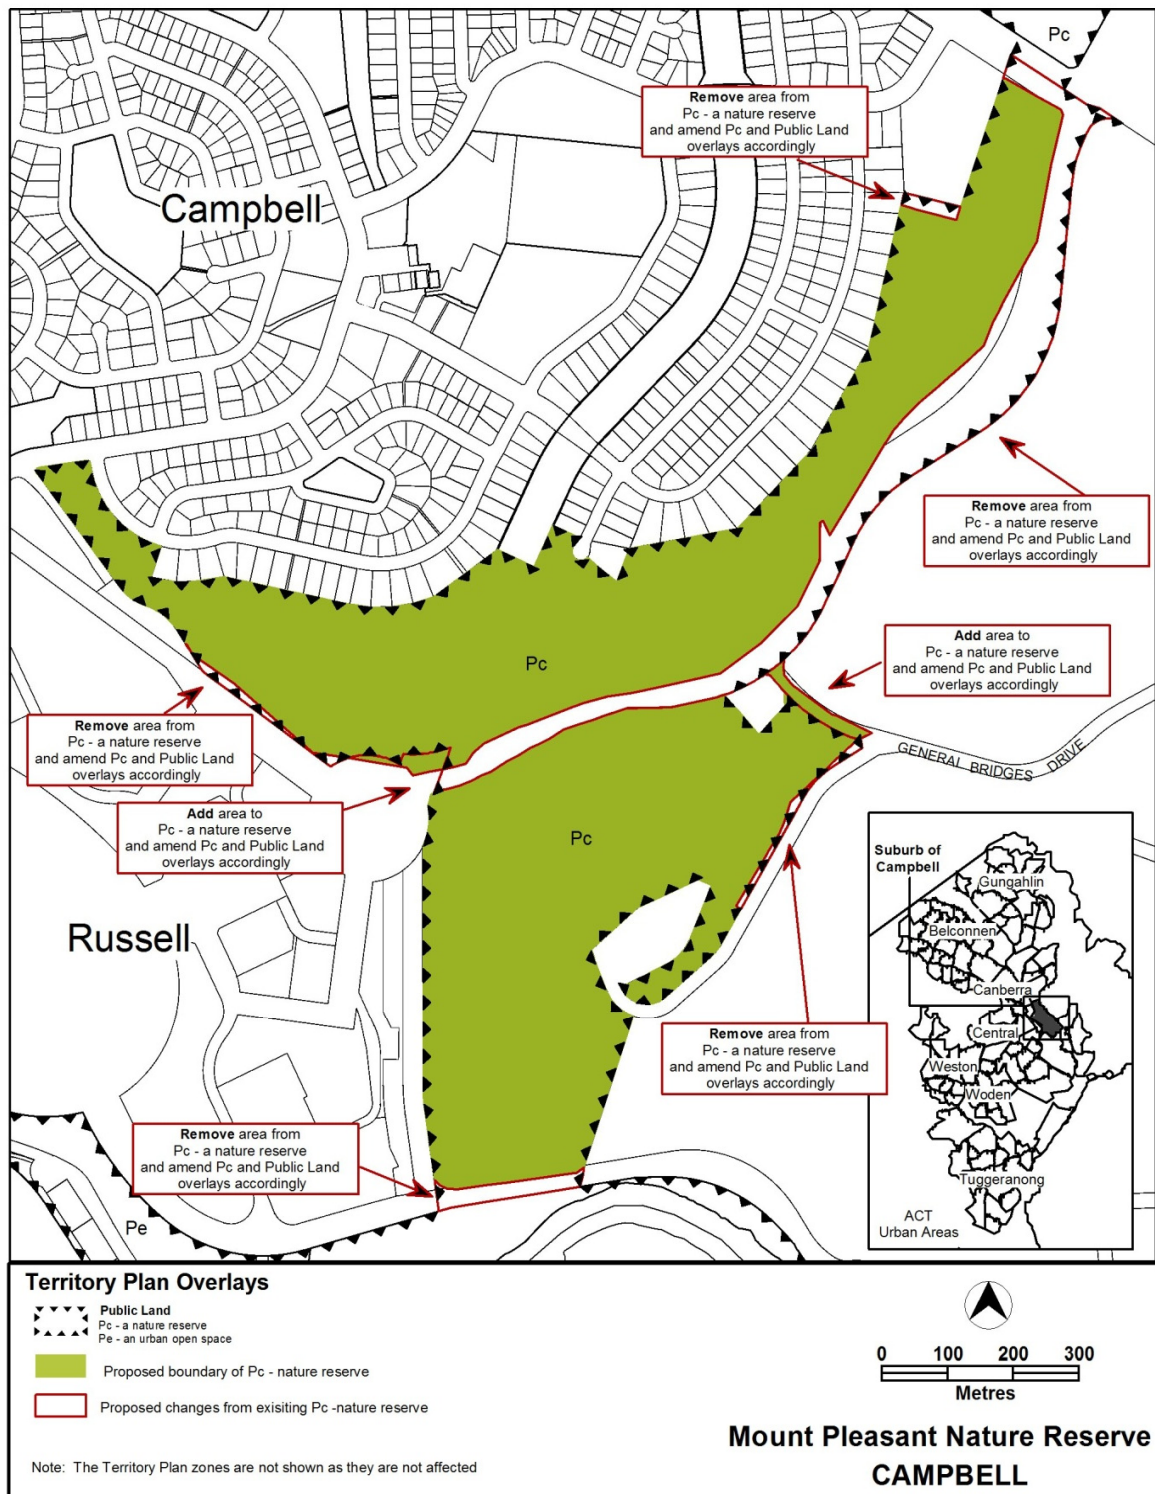 Pc
Remove area from
Pc - a nature reserve
and amend Pc and Public Land
overlays accordingly
Campbell
Remove area from
Pc - a nature reserve
and amend Pc and Public Land
overlays accordingly
Add area to
Pc - a nature reserve
and amend Pc and Public Land
overlays accordingly
Pc
Remove area from
Pc - a nature reserve
and amend Pc and Public Land
overlays accordingly
GENERAL BRIDGES DRIVE
Add area to
Pc - a nature reserve
and amend Pc and Public Land
overlays accordingly
Pc
Suburb of
Campbell
Gungahlin
Belconnen
Canberra
Central
Weston
Woden
Tuggeranong
ACT
Urban Areas
Russell
Remove area from
Pc - a nature reserve
and amend Pc and Public Land
overlays accordingly
Remove area from
Pc - a nature reserve
and amend Pc and Public Land
overlays accordingly
Pe
Territory Plan Overlays
Public Land
Pc - a nature reserve
Pe - an urban open space
Proposed boundary of Pc - nature reserve
Proposed changes from exisiting Pc -nature reserve
Note: The Territory Plan zones are not shown as they are not affected
0 100 200 300
Metres
Mount Pleasant Nature Reserve
CAMPBELL